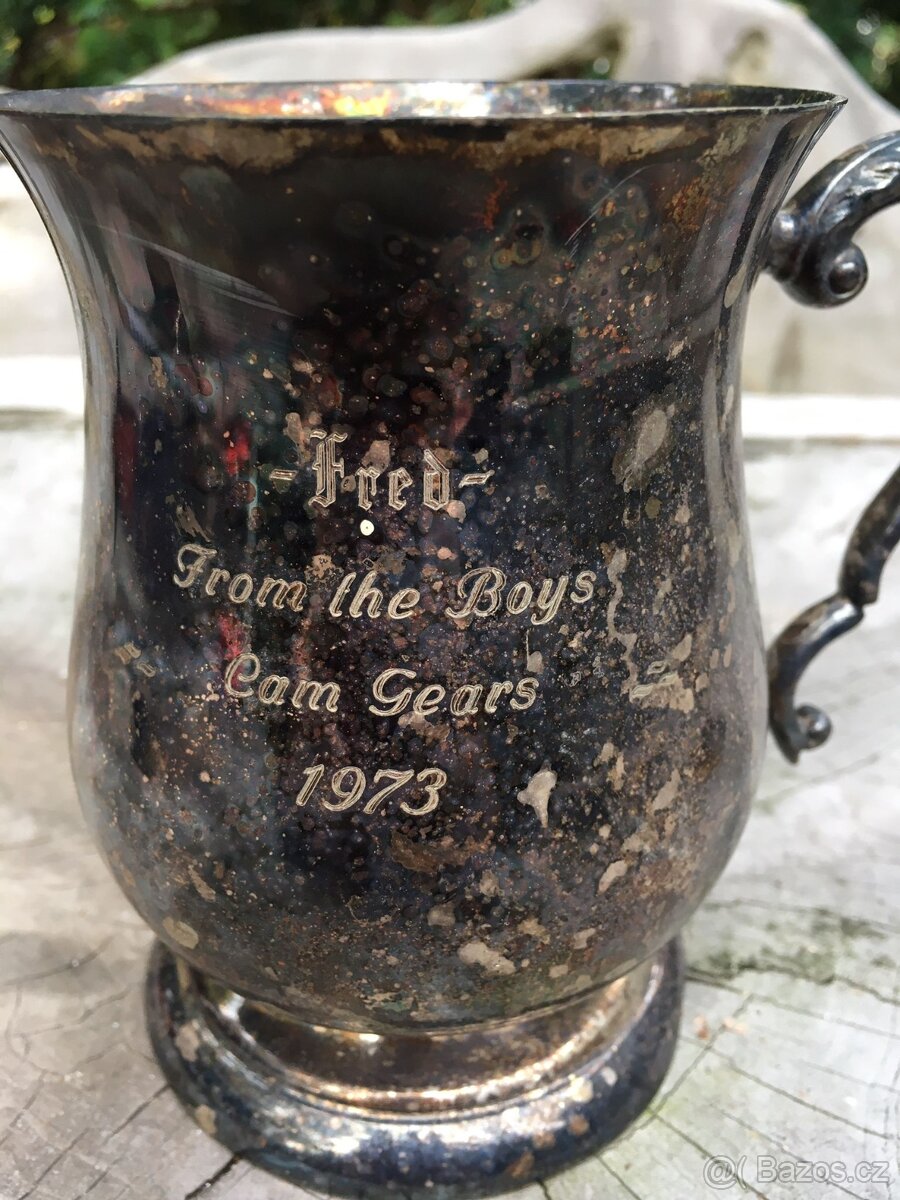 -Fred-
From the Boys
"= Cam Gears =
1973
@( Bazos.cz